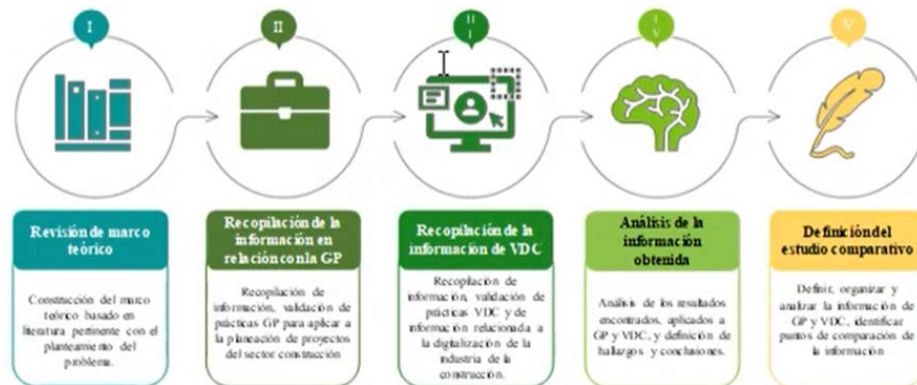 I
II
III
IV
V
Revisión de marco
teórico
Construcción del marco
teórico basado en
literatura pertinente con el
planteamiento del
problema.
Recopilación de la
información en
relación con la GP
Recopilación de
información, validación de
prácticas GP para aplicar a
la planeación de proyectos
del sector construcción
Recopilación de la
información de VDC
Recopilación de
información, validación de
prácticas VDC y de
información relacionada a
la digitalización de la
industria de la
construcción.
Análisis de la
información
obtenida
Análisis de los resultados
encontrados, aplicados a
GP y VDC, y definición de
hallazgos y conclusiones.
Definición del
estudio comparativo
Definir, organizar y
analizar la información de
GP y VDC, identificar
puntos de comparación de
la información